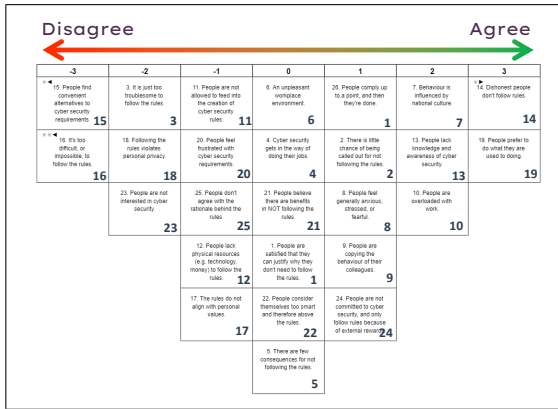 Disagree
Agree
-3
-2
-1
0
1
2
3
*◄
15. People find
convenient
alternatives to
cyber security
requirements. 15
3. It is just too
troublesome to
follow the rules.
3
11. People are not
allowed to feed into
the creation of
cyber security
rules. 11
6. An unpleasant
workplace
environment.
6
26. People comply up
to a point, and then
they're done.
1
7. Behaviour is
influenced by
national culture.
7
*►
14. Dishonest people
don't follow rules.
14
**◄
16. It's too
difficult, or
impossible, to
follow the rules.
16
18. Following the
rules violates
personal privacy.
18
20. People feel
frustrated with
cyber security
requirements.
20
4. Cyber security
gets in the way of
doing their jobs.
4
2. There is little
chance of being
called out for not
following the rules.
2
13. People lack
knowledge and
awareness of cyber
security. 13
19. People prefer to
do what they are
used to doing.
19
23. People are not
interested in cyber
security.
23
25. People don't
agree with the
rationale behind the
rules. 25
21. People believe
there are benefits
in NOT following the
rules. 21
8. People feel
generally anxious,
stressed, or
fearful. 8
10. People are
overloaded with
work.
10
12. People lack
physical resources
(e.g. technology,
money) to follow the
rules. 12
1. People are
satisfied that they
can justify why they
don't need to follow
the rules. 1
9. People are
copying the
behaviour of their
colleagues.
9
17. The rules do not
align with personal
values.
17
22. People consider
themselves too smart
and therefore above
the rules.
22
24. People are not
committed to cyber
security, and only
follow rules because
of external rewards. 24
5. There are few
consequences for not
following the rules.
5